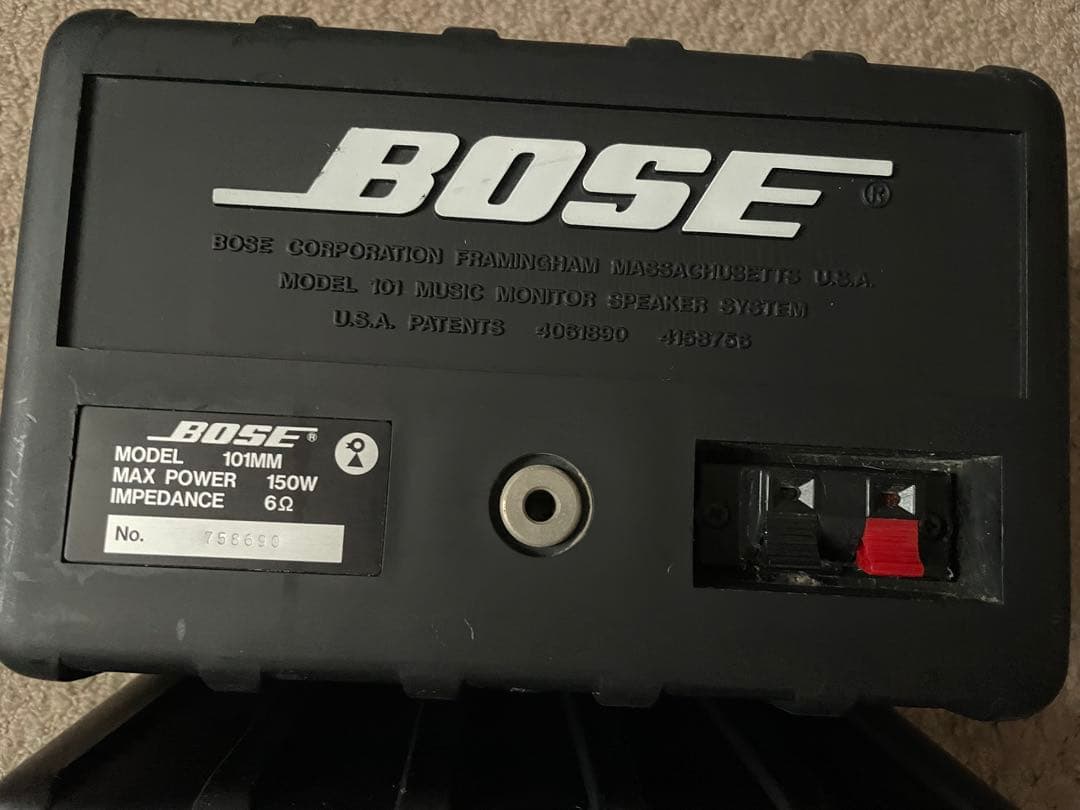 BOSE®
BOSE CORPORATION FRAMINGHAM MASSACHUSETTS U.S.A.
MODEL 101 MUSIC MONITOR SPEAKER SYSTEM
U.S.A. PATENTS 4061890 4158756
BOSE®
MODEL 101MM
MAX POWER 150W
IMPEDANCE 6Ω
No. 758690